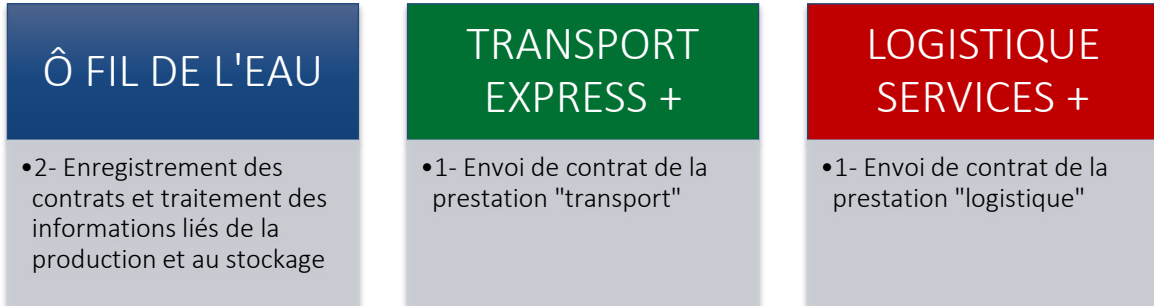 Ô FIL DE L'EAU
•2- Enregistrement des
contrats et traitement des
informations liés de la
production et au stockage
TRANSPORT
EXPRESS +
•1- Envoi de contrat de la
prestation "transport"
LOGISTIQUE
SERVICES +
•1- Envoi de contrat de la
prestation "logistique"